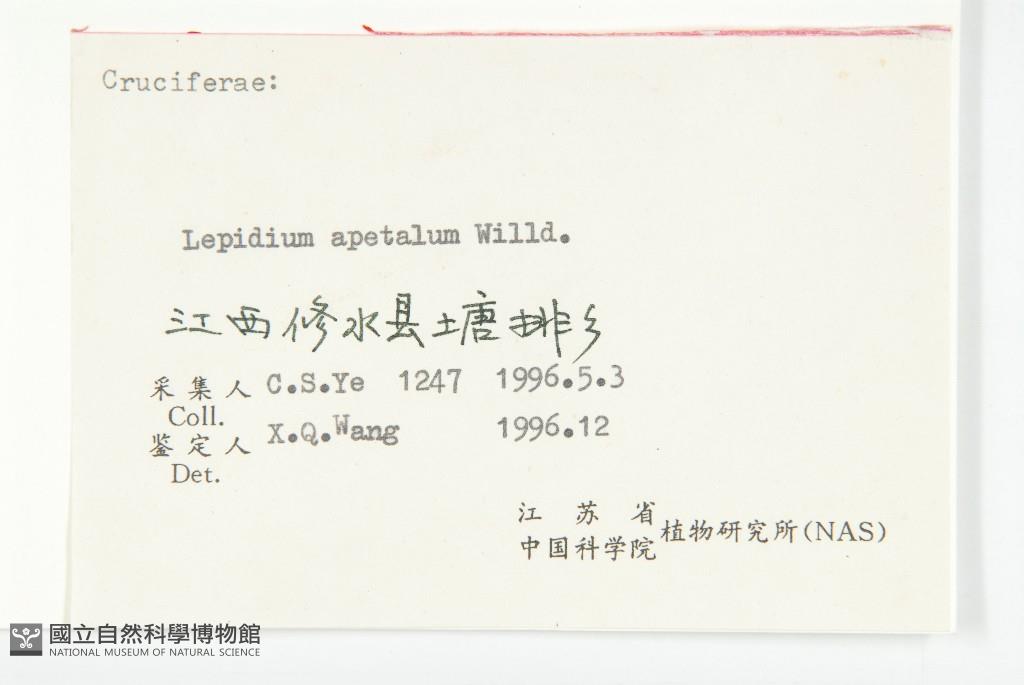 Cruciferae:
Lepidium apetalum Willd.
江西修水县塘排乡
采集人 C.S.Ye 1247 1996.5.3
Coll.
鉴定人 X.Q.Wang 1996.12
Det.
江苏省
中国科学院植物研究所(NAS)
國立自然科學博物館
NATIONAL MUSEUM OF NATURAL SCIENCE